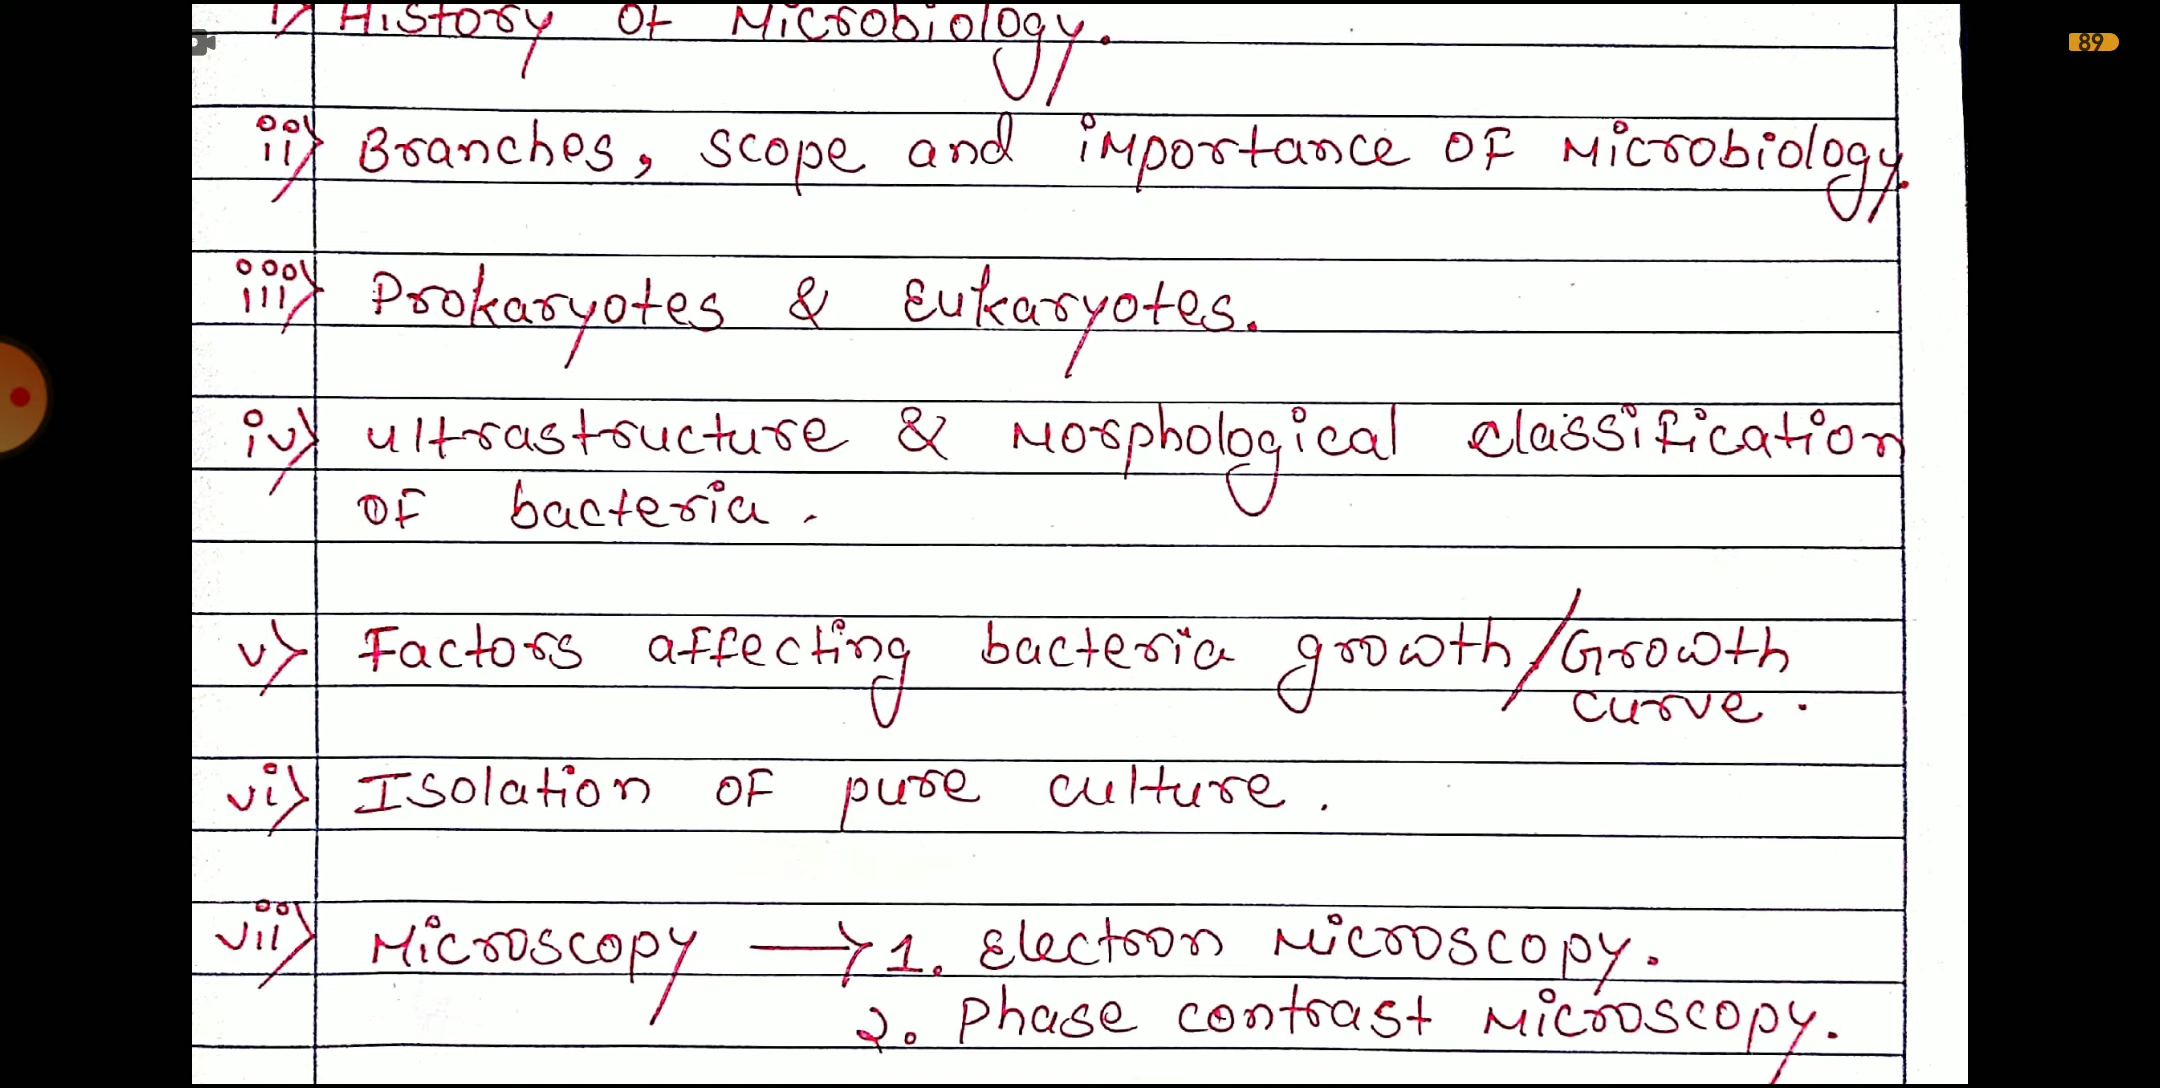 i) History of Microbiology.
ii) Branches, scope and importance of Microbiology.
iii) Prokaryotes & Eukaryotes.
iv) ultrastructure & Morphological classification
of bacteria.
v) Factors affecting bacteria growth/Growth
curve.
vi) Isolation of pure culture.
vii) Microscopy → 1. Electron Microscopy.
2. Phase contrast Microscopy.
89